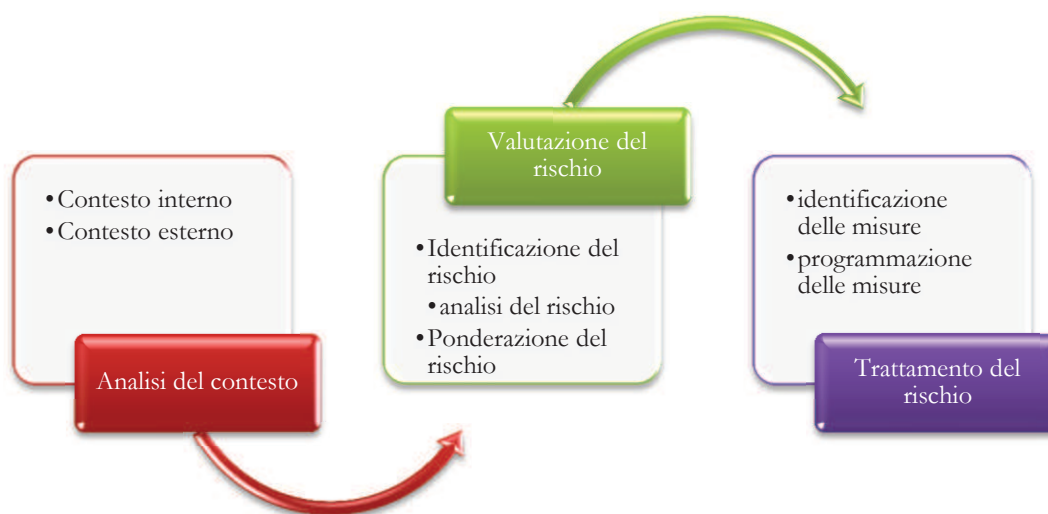 • Contesto interno
• Contesto esterno
Analisi del contesto
Valutazione del
rischio
• Identificazione del
rischio
• analisi del rischio
• Ponderazione del
rischio
• identificazione
delle misure
• programmazione
delle misure
Trattamento del
rischio